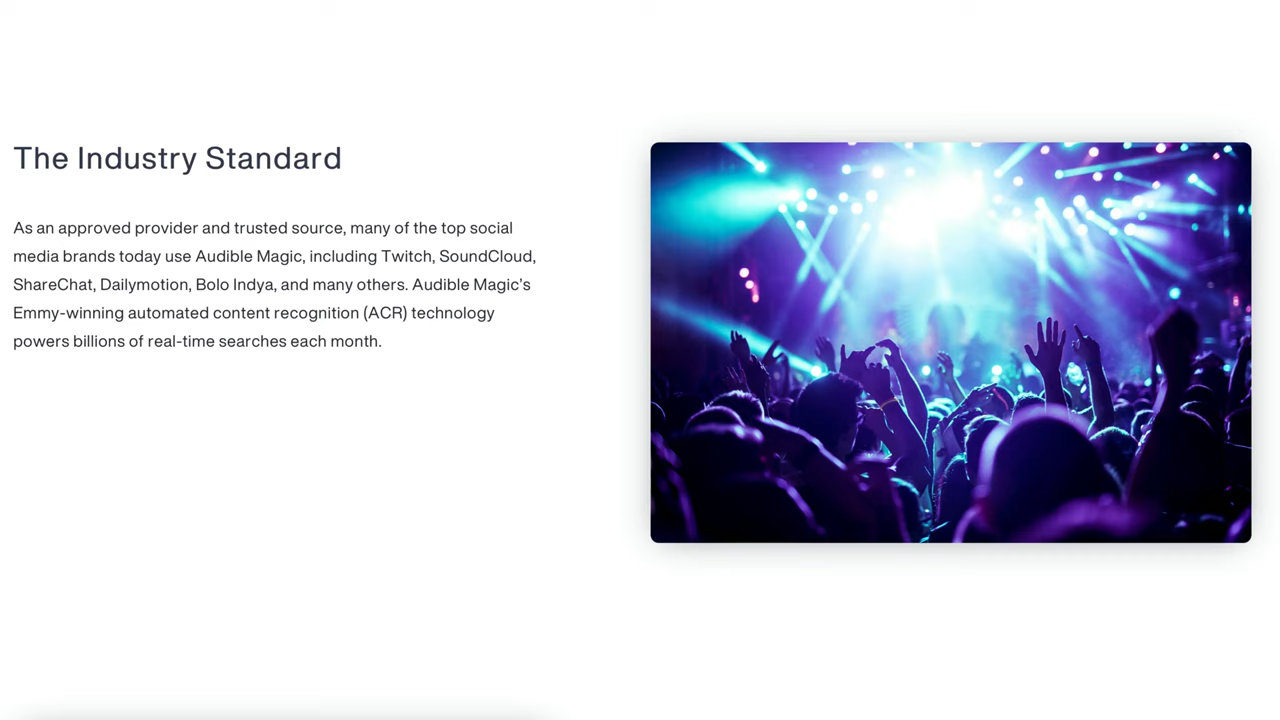 The Industry Standard
As an approved provider and trusted source, many of the top social
media brands today use Audible Magic, including Twitch, SoundCloud,
ShareChat, Dailymotion, Bolo Indya, and many others. Audible Magic's
Emmy-winning automated content recognition (ACR) technology
powers billions of real-time searches each month.